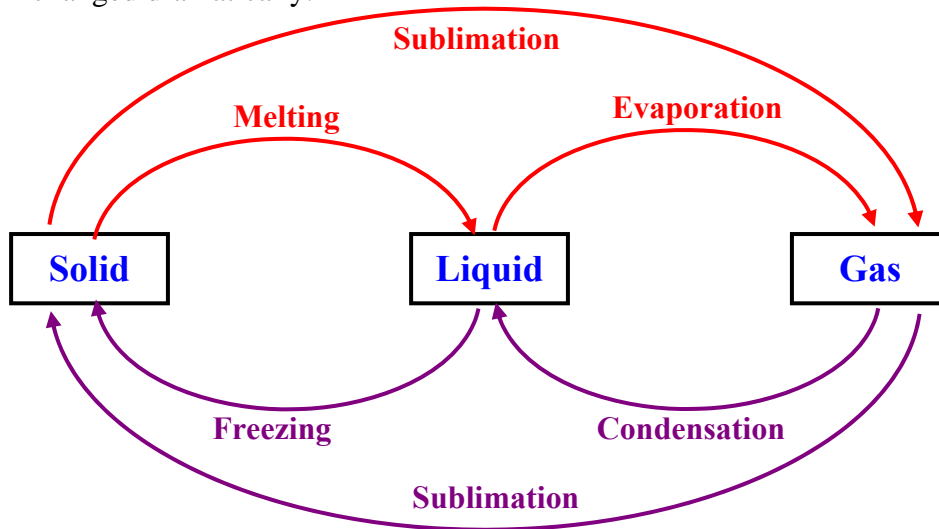 Sublimation
Melting
Evaporation
Solid
Liquid
Gas
Freezing
Condensation
Sublimation